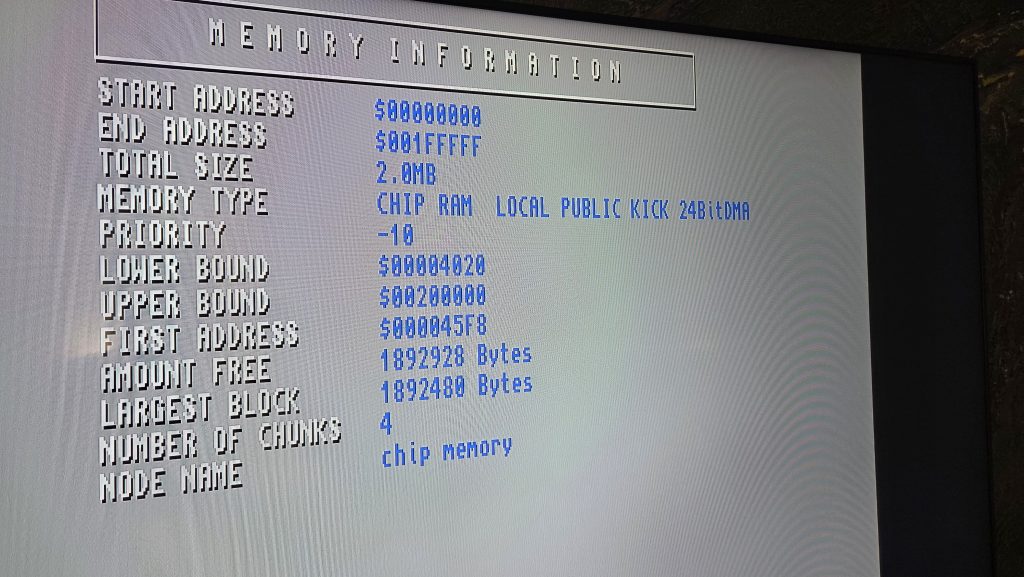 MEMORY INFORMATION
START ADDRESS $00000000
END ADDRESS $001FFFFF
TOTAL SIZE 2.0MB
MEMORY TYPE CHIP RAM LOCAL PUBLIC KICK 24BitDMA
PRIORITY -10
LOWER BOUND $00004020
UPPER BOUND $00200000
FIRST ADDRESS $000045F8
AMOUNT FREE 1892928 Bytes
LARGEST BLOCK 1892480 Bytes
NUMBER OF CHUNKS 4
NODE NAME chip memory